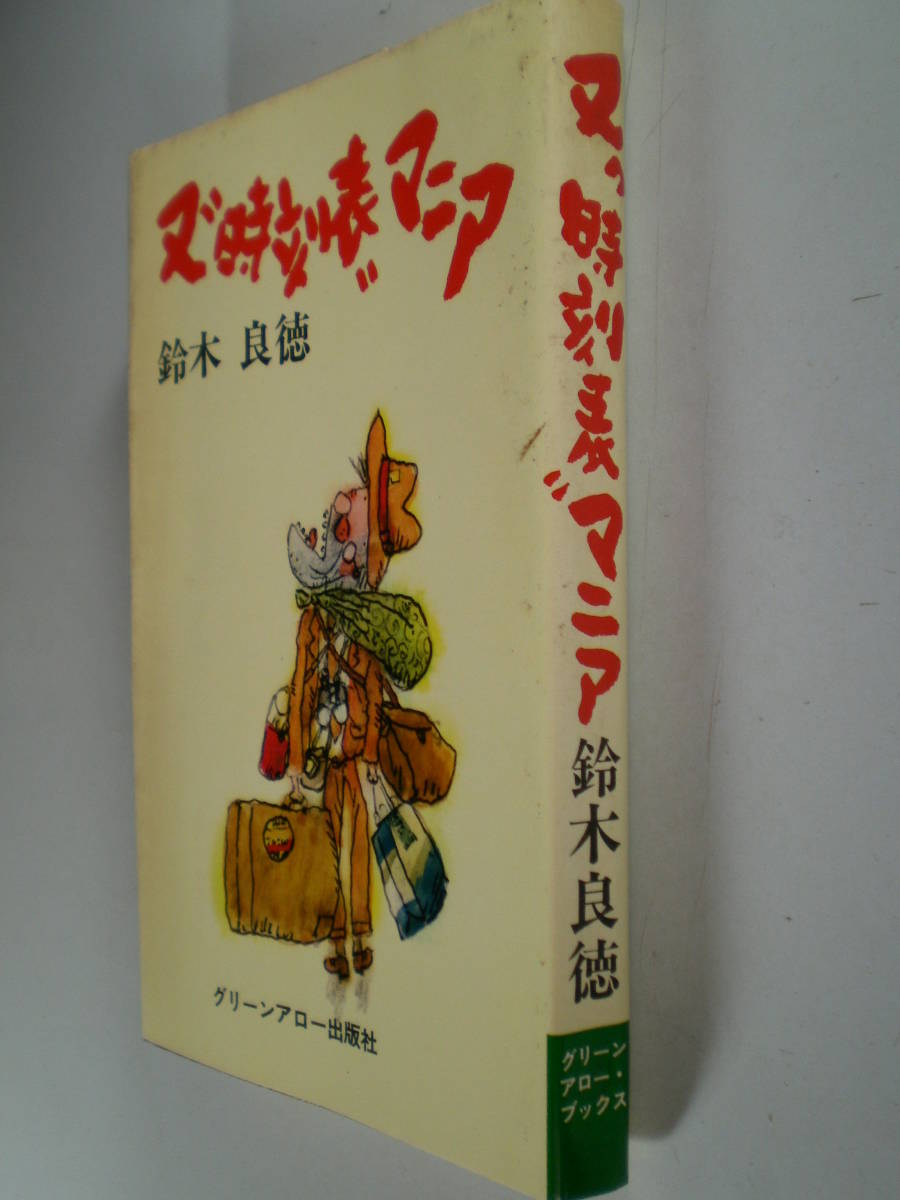 又〝時刻表〟マニア
鈴木 良徳
グリーンアロー出版社
又〝時刻表〟マニア
鈴木良徳
グリーン
アロー・
ブックス